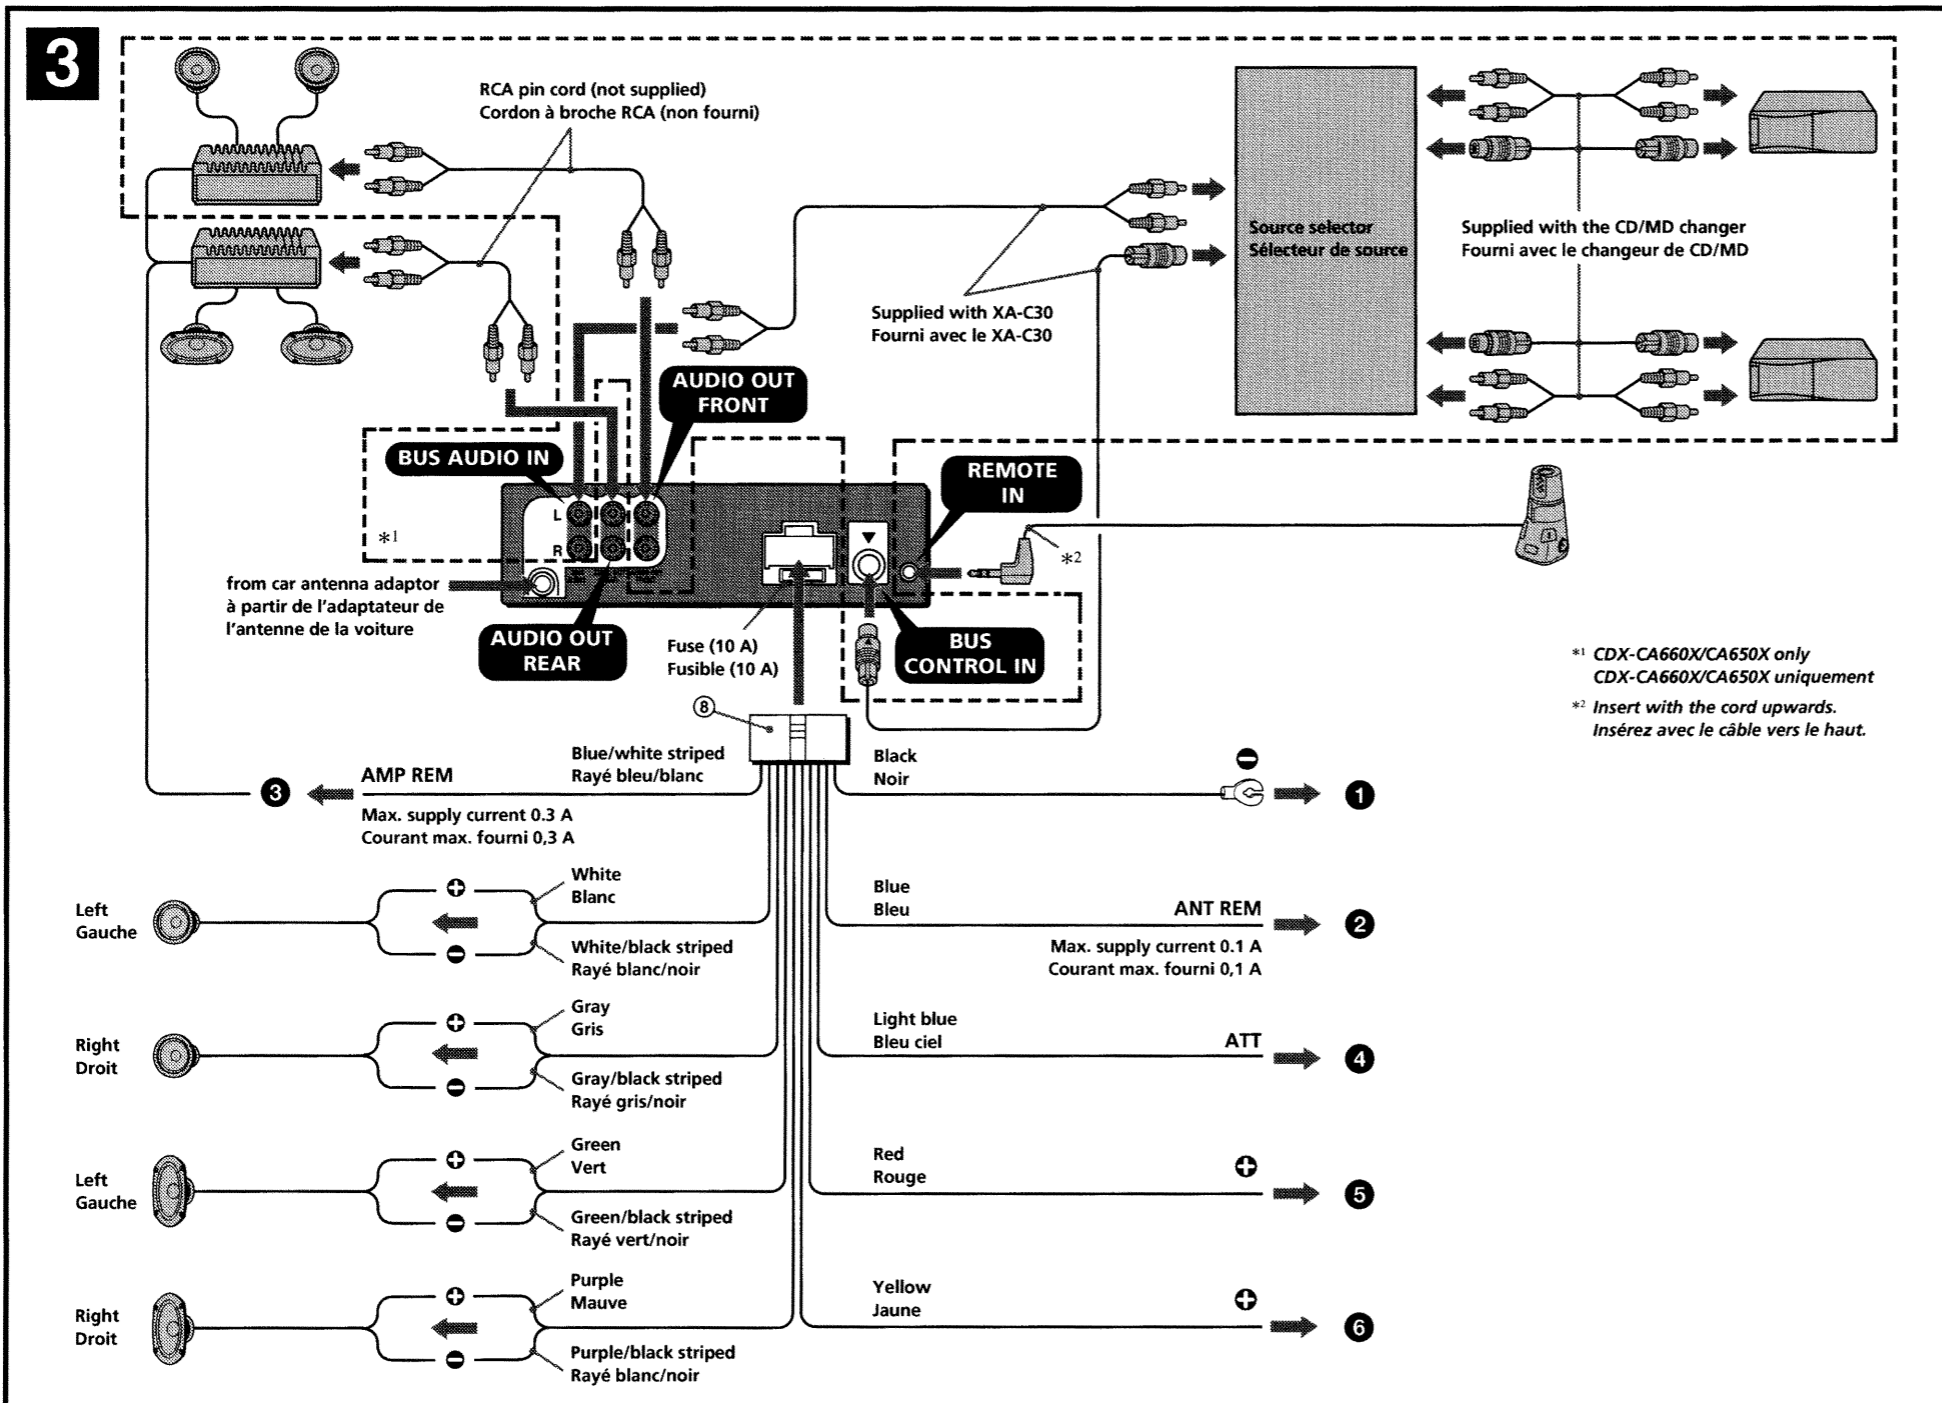 3
RCA pin cord (not supplied)
Cordon à broche RCA (non fourni)
Source selector
Sélecteur de source
Supplied with the CD/MD changer
Fourni avec le changeur de CD/MD
Supplied with XA-C30
Fourni avec le XA-C30
AUDIO OUT
FRONT
BUS AUDIO IN
REMOTE
IN
L
R
*1
*2
from car antenna adaptor
à partir de l'adaptateur de
l'antenne de la voiture
AUDIO OUT
REAR
Fuse (10 A)
Fusible (10 A)
BUS
CONTROL IN
*1 CDX-CA660X/CA650X only
CDX-CA660X/CA650X uniquement
*2 Insert with the cord upwards.
Insérez avec le câble vers le haut.
8
Blue/white striped
Rayé bleu/blanc
AMP REM
3
Max. supply current 0.3 A
Courant max. fourni 0,3 A
Black
Noir
1
White
Blanc
Left
Gauche
White/black striped
Rayé blanc/noir
Blue
Bleu
ANT REM
2
Max. supply current 0.1 A
Courant max. fourni 0,1 A
Gray
Gris
Right
Droit
Gray/black striped
Rayé gris/noir
Light blue
Bleu ciel
ATT
4
Green
Vert
Left
Gauche
Green/black striped
Rayé vert/noir
Red
Rouge
5
Purple
Mauve
Right
Droit
Purple/black striped
Rayé blanc/noir
Yellow
Jaune
6